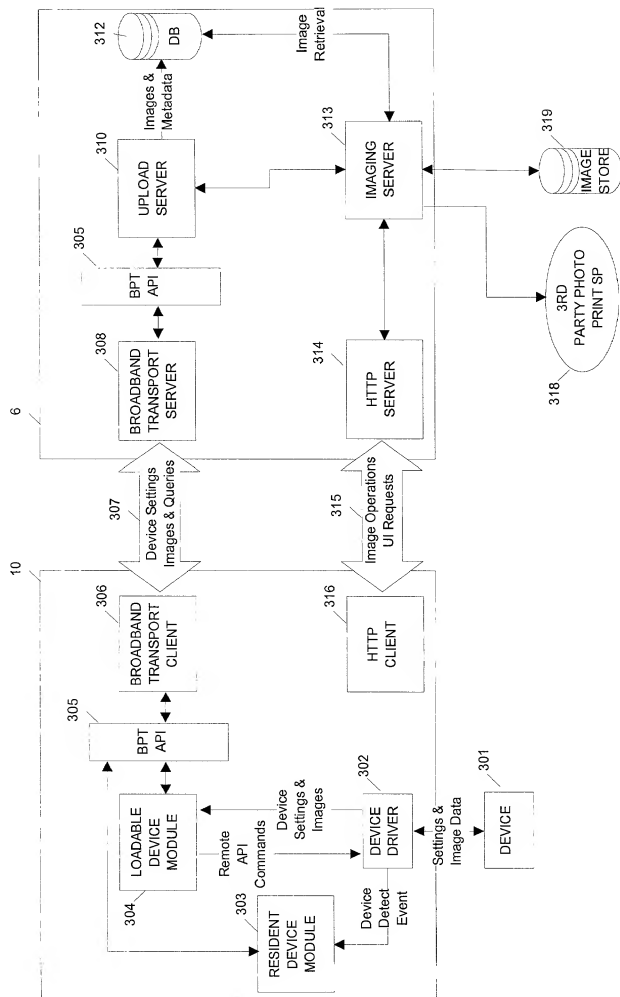 10
305
BPT
API
306
BROADBAND
TRANSPORT
CLIENT
307
Device Settings
Images & Queries
6
308
BROADBAND
TRANSPORT
SERVER
305
BPT
API
310
UPLOAD
SERVER
Images &
Metadata
312
DB
LOADABLE
DEVICE
MODULE
304
Remote
API
Commands
Device
Settings &
Images
303
RESIDENT
DEVICE
MODULE
Device
Detect
Event
302
DEVICE
DRIVER
Settings &
Image Data
301
DEVICE
316
HTTP
CLIENT
315
Image Operations
UI Requests
314
HTTP
SERVER
313
IMAGING
SERVER
Image
Retrieval
318
3RD
PARTY PHOTO
PRINT SP
319
IMAGE
STORE